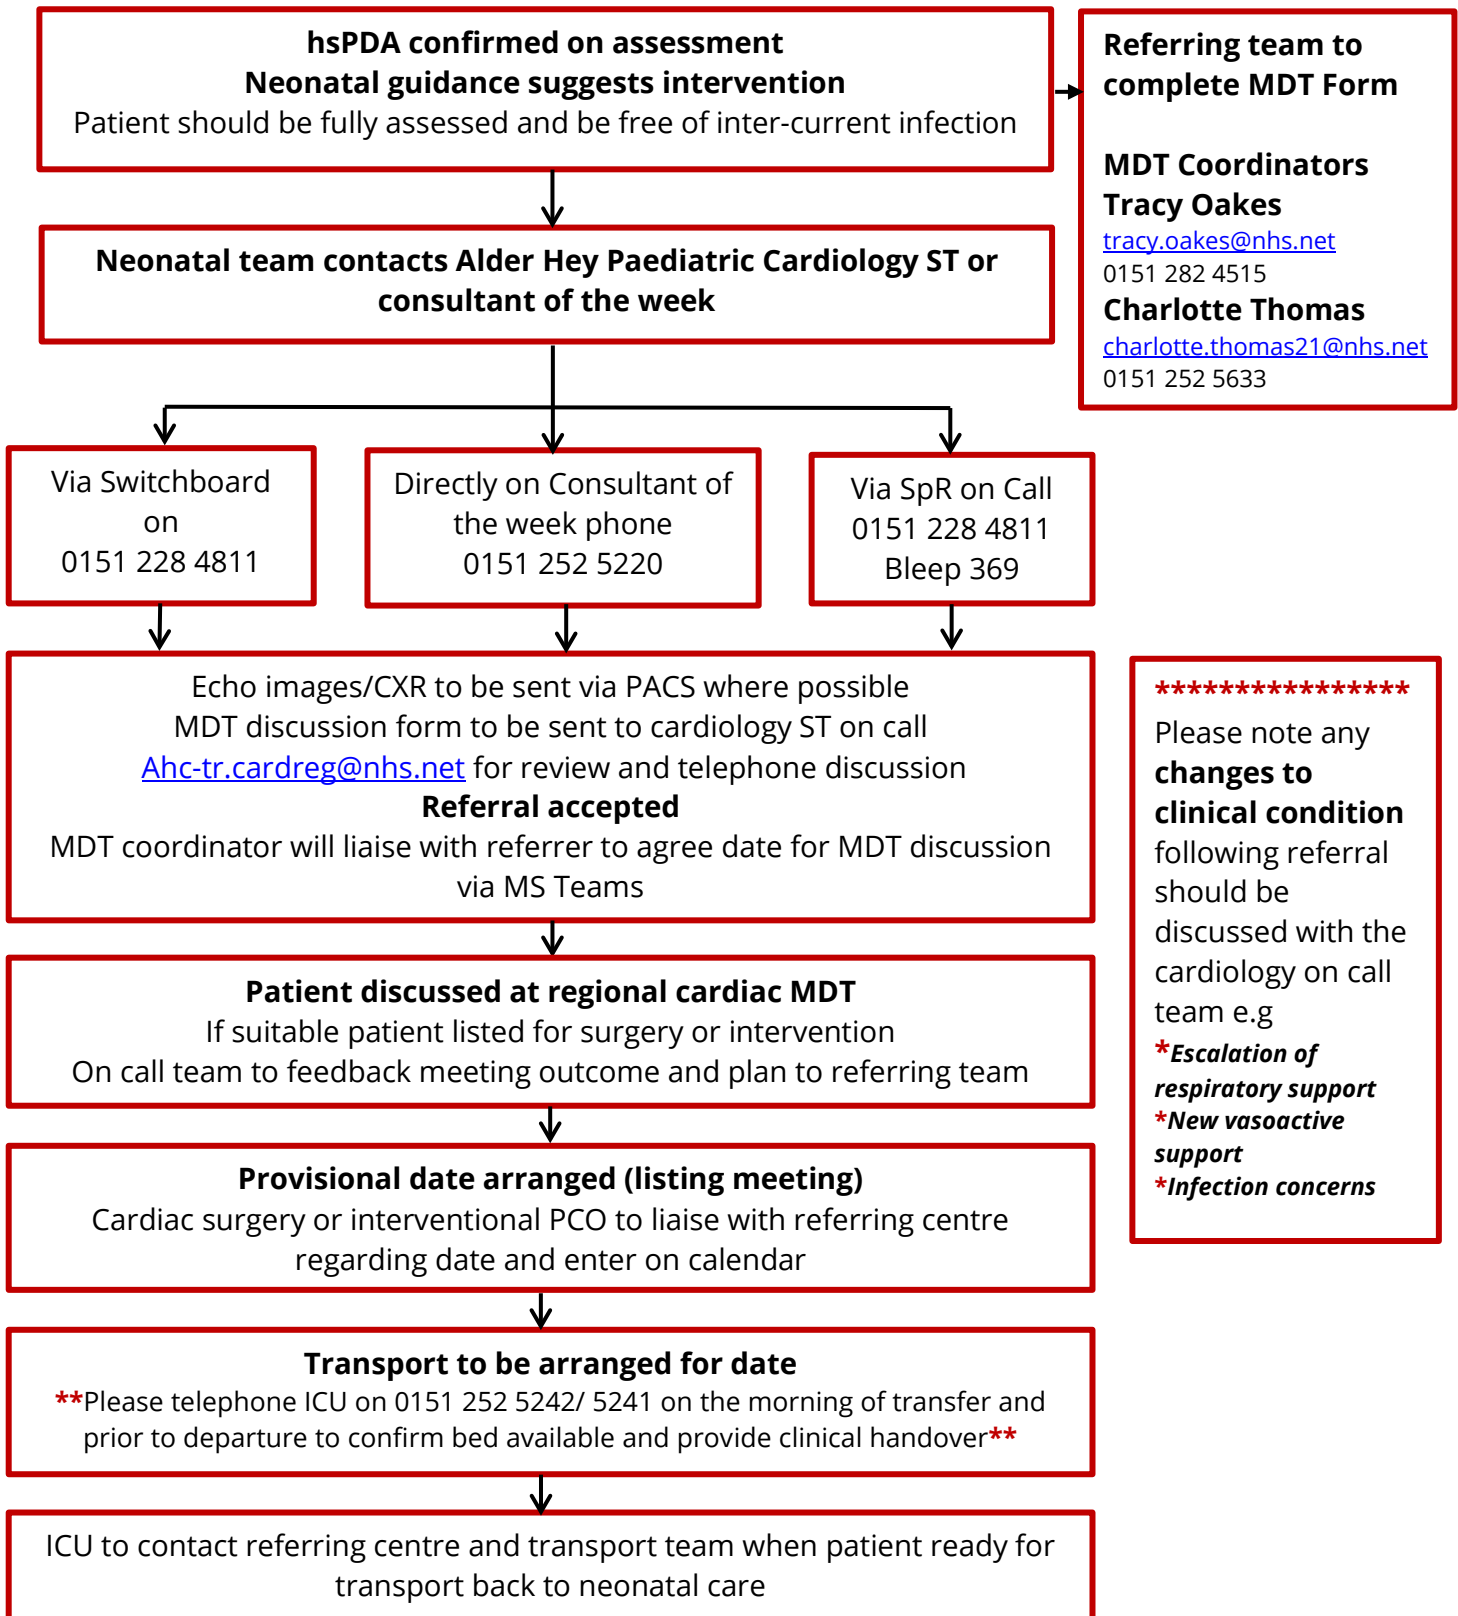 hsPDA confirmed on assessment
Neonatal guidance suggests intervention
Patient should be fully assessed and be free of inter-current infection
Referring team to
complete MDT Form
MDT Coordinators
Tracy Oakes
tracy.oakes@nhs.net
0151 282 4515
Charlotte Thomas
charlotte.thomas21@nhs.net
0151 252 5633
Neonatal team contacts Alder Hey Paediatric Cardiology ST or
consultant of the week
Via Switchboard
on
0151 228 4811
Directly on Consultant of
the week phone
0151 252 5220
Via SpR on Call
0151 228 4811
Bleep 369
Echo images/CXR to be sent via PACS where possible
MDT discussion form to be sent to cardiology ST on call
Ahc-tr.cardreg@nhs.net for review and telephone discussion
Referral accepted
MDT coordinator will liaise with referrer to agree date for MDT discussion
via MS Teams
****************
Please note any
changes to
clinical condition
following referral
should be
discussed with the
cardiology on call
team e.g
*Escalation of
respiratory support
*New vasoactive
support
*Infection concerns
Patient discussed at regional cardiac MDT
If suitable patient listed for surgery or intervention
On call team to feedback meeting outcome and plan to referring team
Provisional date arranged (listing meeting)
Cardiac surgery or interventional PCO to liaise with referring centre
regarding date and enter on calendar
Transport to be arranged for date
**Please telephone ICU on 0151 252 5242/ 5241 on the morning of transfer and
prior to departure to confirm bed available and provide clinical handover**
ICU to contact referring centre and transport team when patient ready for
transport back to neonatal care